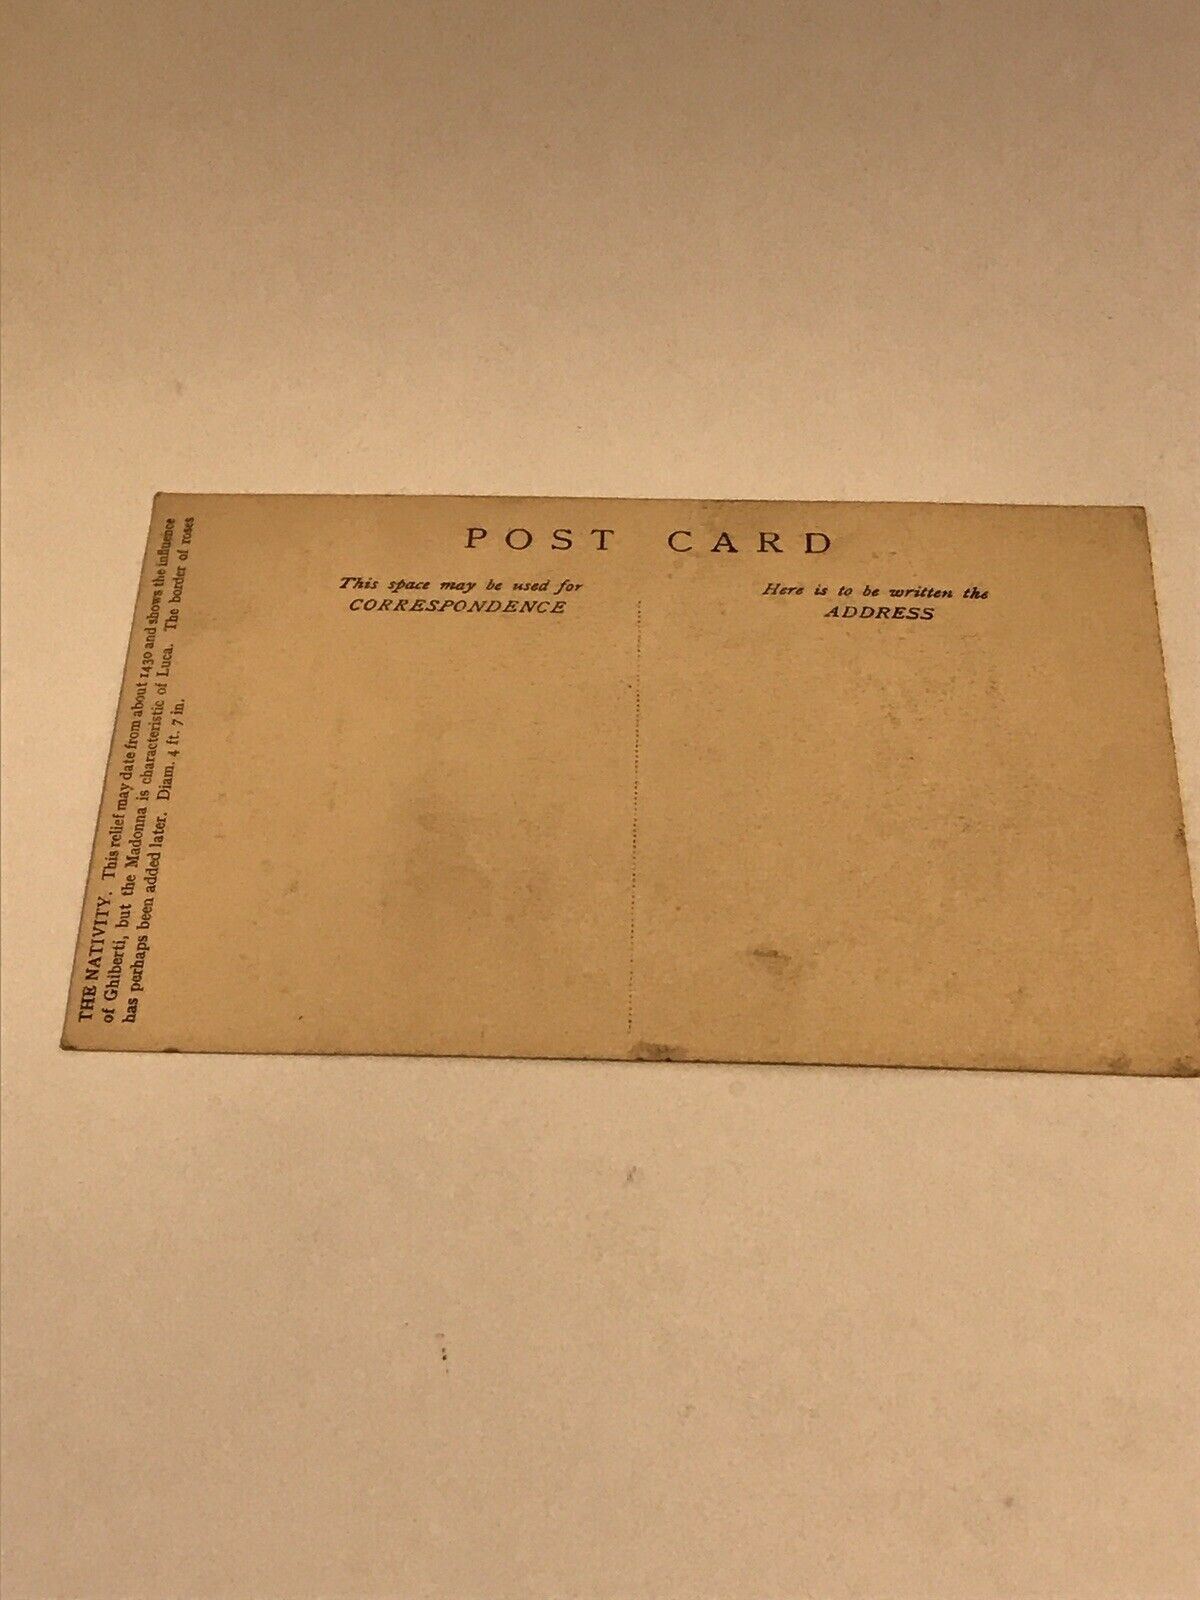 POST CARD
This space may be used for
CORRESPONDENCE
Here is to be written the
ADDRESS
THE NATIVITY. This relief may date from about 1430 and shows the influence
of Ghiberti, but the Madonna is characteristic of Luca. The border of roses
has perhaps been added later. Diam. 4 ft. 7 in.